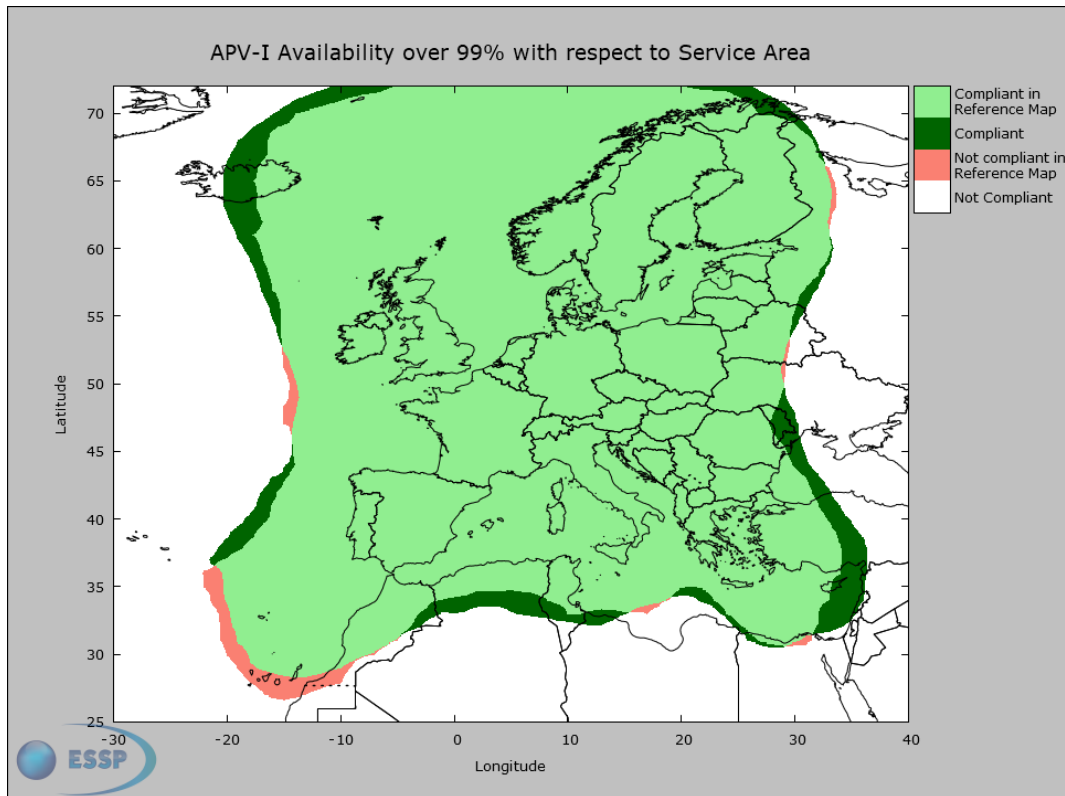 APV-I Availability over 99% with respect to Service Area
Compliant in
Reference Map
Compliant
Not compliant in
Reference Map
Not Compliant
Latitude
70
65
60
55
50
45
40
35
30
25
-30
-20
-10
0
10
20
30
40
Longitude
ESSP